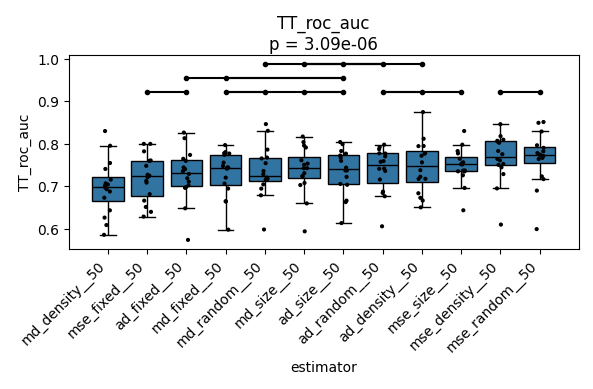 TT_roc_auc
p = 3.09e-06
1.0
0.9
0.8
0.7
0.6
TT_roc_auc
md_density__50
mse_fixed__50
ad_fixed__50
md_fixed__50
md_random__50
md_size__50
ad_size__50
ad_random__50
ad_density__50
mse_size__50
mse_density__50
mse_random__50
estimator